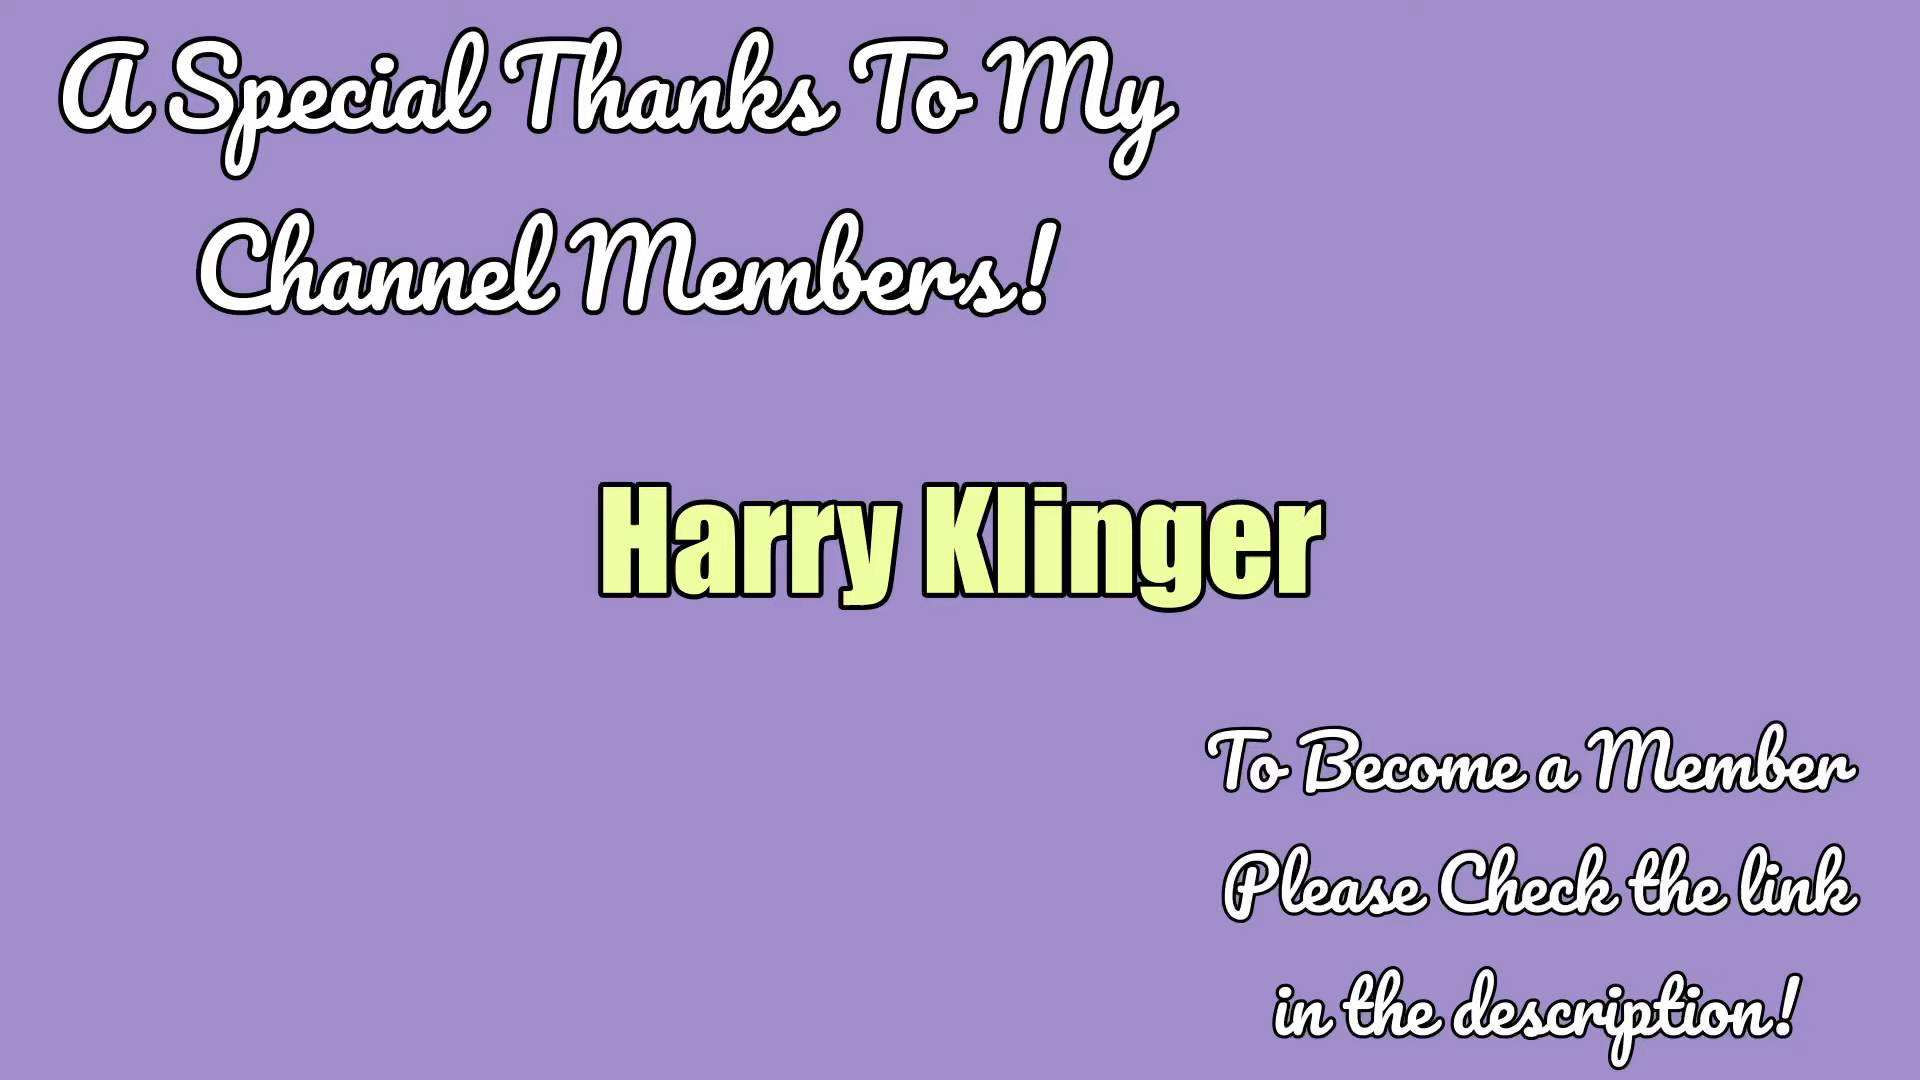 A Special Thanks To My
Channel Members!
Harry Klinger
To Become a Member
Please Check the link
in the description!